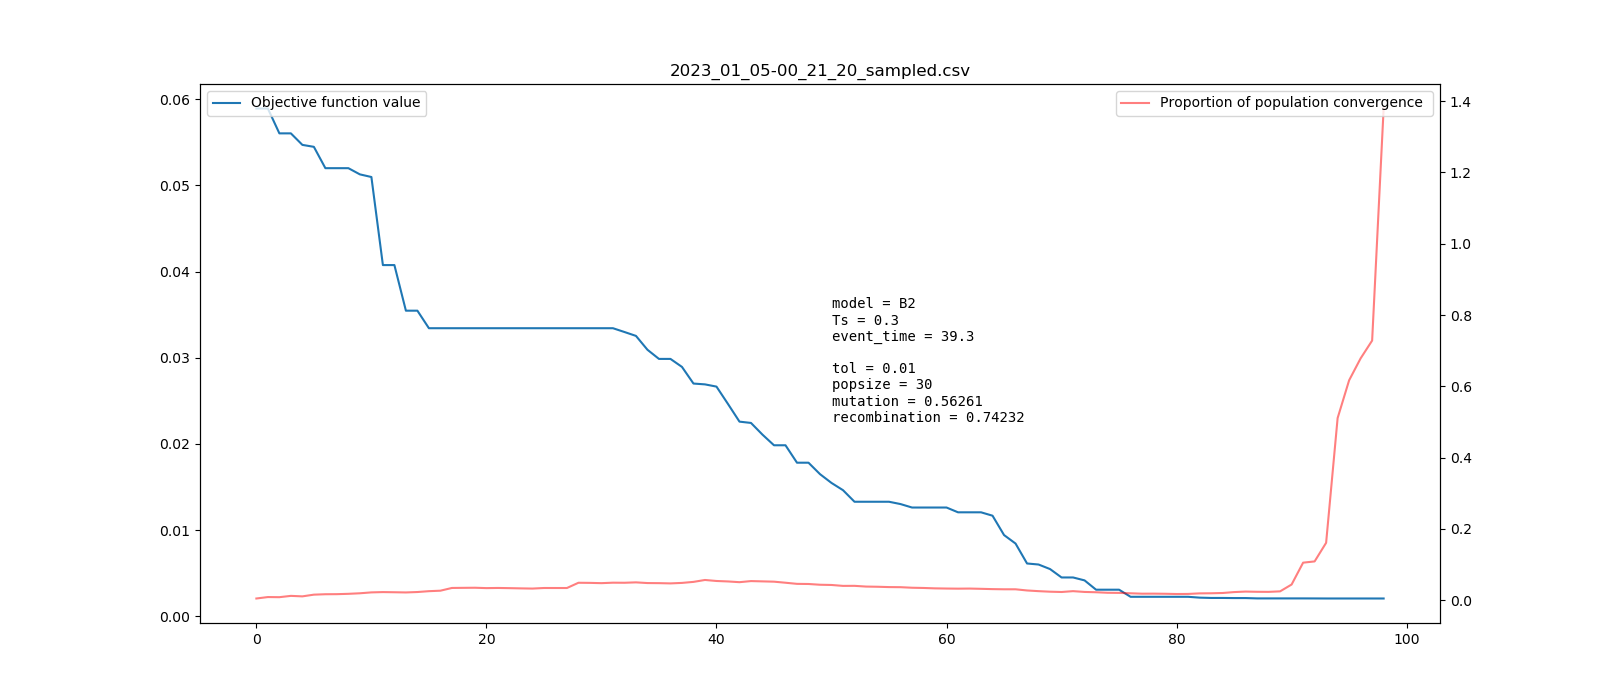 2023_01_05-00_21_20_sampled.csv
Objective function value
Proportion of population convergence
0.06
0.05
0.04
0.03
0.02
0.01
0.00
1.4
1.2
1.0
0.8
0.6
0.4
0.2
0.0
model = B2
Ts = 0.3
event_time = 39.3
tol = 0.01
popsize = 30
mutation = 0.56261
recombination = 0.74232
0 20 40 60 80 100